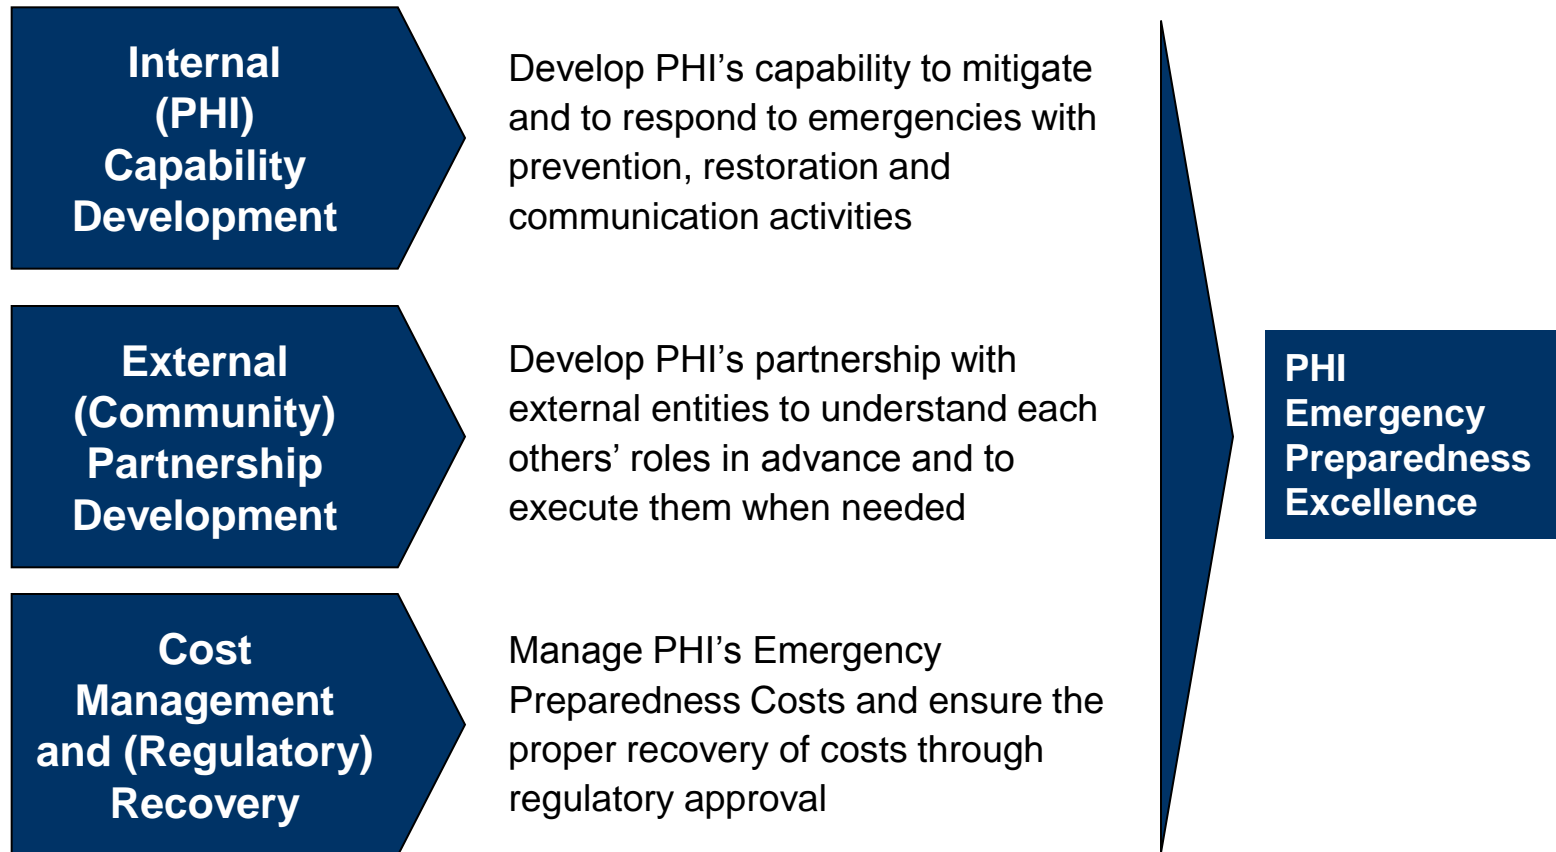 Internal
(PHI)
Capability
Development
Develop PHI’s capability to mitigate
and to respond to emergencies with
prevention, restoration and
communication activities
External
(Community)
Partnership
Development
Develop PHI’s partnership with
external entities to understand each
others’ roles in advance and to
execute them when needed
Cost
Management
and (Regulatory)
Recovery
Manage PHI’s Emergency
Preparedness Costs and ensure the
proper recovery of costs through
regulatory approval
PHI
Emergency
Preparedness
Excellence